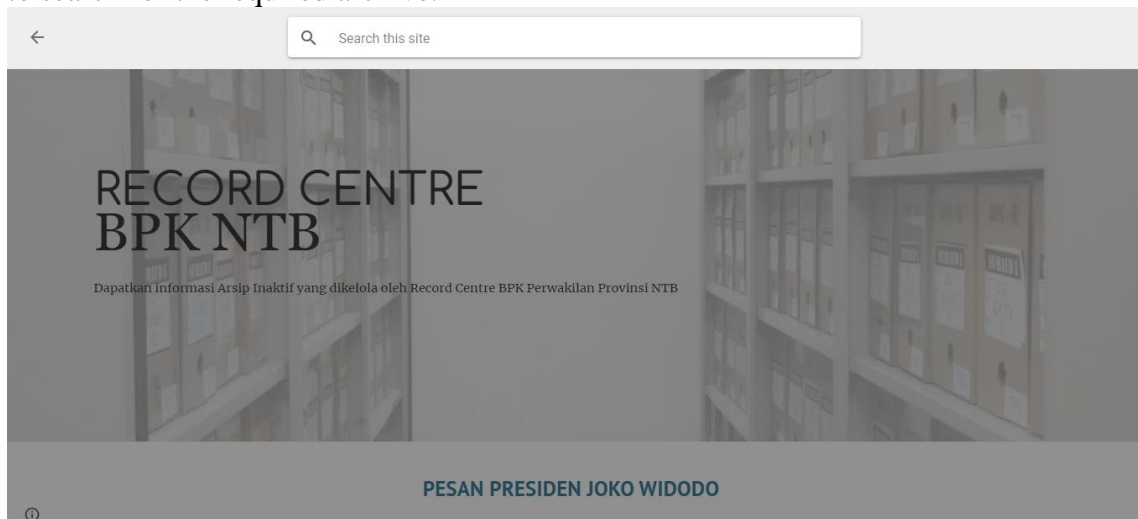 Search this site
RECORD CENTRE
BPK NTB
Dapatkan informasi Arsip Inaktif yang dikelola oleh Record Centre BPK Perwakilan Provinsi NTB
PESAN PRESIDEN JOKO WIDODO